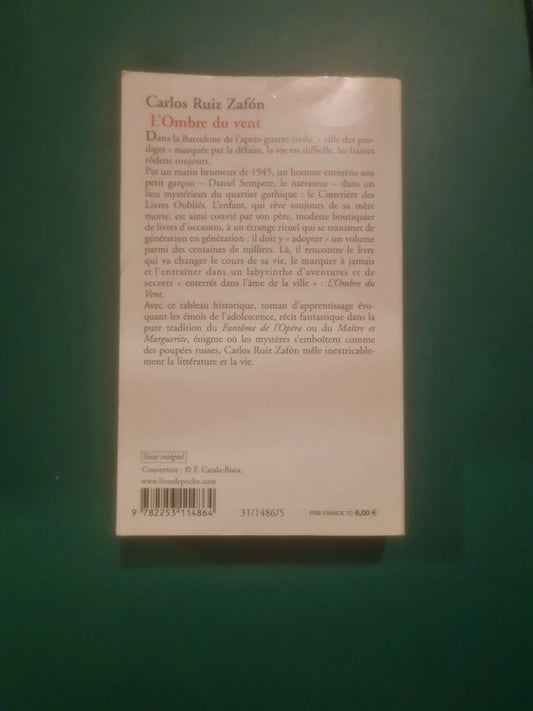 Carlos Ruiz Zafón
L'Ombre du vent
Dans la Barcelone de l'après-guerre civile, « ville des pro-
diges » marquée par la défaite, la vie est difficile, les haines
rôdent toujours.
Par un matin brumeux de 1945, un homme emmène son
petit garçon – Daniel Sempere, le narrateur – dans un
lieu mystérieux du quartier gothique : le Cimetière des
Livres Oubliés. L'enfant, qui rêve toujours de sa mère
morte, est ainsi convié par son père, modeste boutiquier
de livres d'occasion, à un étrange rituel qui se transmet de
génération en génération : il doit y « adopter » un volume
parmi des centaines de milliers. Là, il rencontre le livre
qui va changer le cours de sa vie, le marquer à jamais
et l'entraîner dans un labyrinthe d'aventures et de
secrets « enterrés dans l'âme de la ville » : L'Ombre du
Vent.
Avec ce tableau historique, roman d'apprentissage évo-
quant les émois de l'adolescence, récit fantastique dans la
pure tradition du Fantôme de l'Opéra ou du Maître et
Marguerite, énigme où les mystères s'emboîtent comme
des poupées russes, Carlos Ruiz Zafón mêle inextricable-
ment la littérature et la vie.
Texte intégral
Couverture : © F. Catala-Roca.
www.livredepoche.com
9 782253 114864
31/1486/5
PRIX FRANCE TC 8,00 €